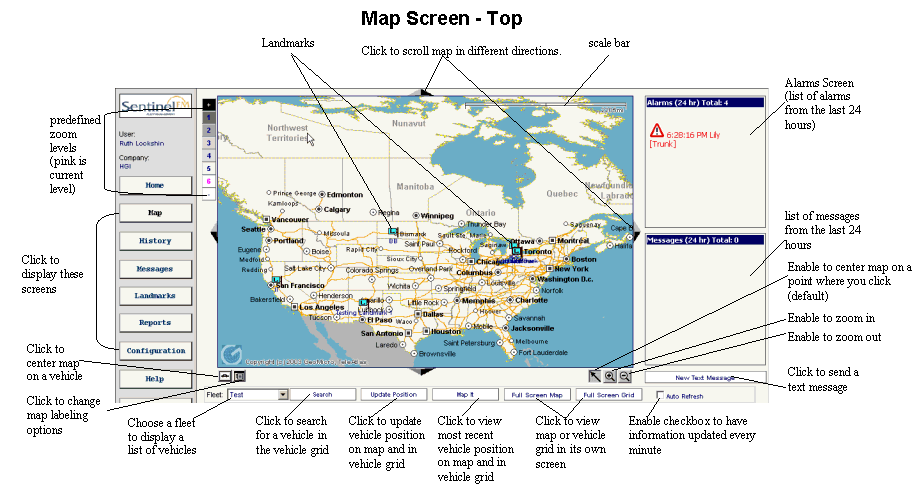 Map Screen - Top
Landmarks
Click to scroll map in different directions.
scale bar
Alarms Screen
(list of alarms
from the last 24
hours)
predefined
zoom
levels
(pink is
current
level)
SentinelFM
User:
Ruth Lockshin
Company:
HGI
Home
Map
History
Messages
Landmarks
Reports
Configuration
Help
+
1
2
3
4
5
6
Click to
display these
screens
Click to
center map
on a vehicle
Click to change
map labeling
options
Northwest
Territories
Nunavut
Manitoba
Ontario
Quebec
Newfoundland
Labrad
Prince George
Edmonton
Kamloops
Calgary
Regina
Winnipeg
Vancouver
Thunder Bay
Saguenay
Cape B
Seattle
Missoula
Bismarck
Sault Ste. Marie
Ottawa
Montréal
Halifa
Portland
Saint Paul
Saginaw
Toronto
Eugene
Boise
Rapid City
Rockford
Boston
Medford
Sioux City
Chicago
New York
Redding
Salt Lake City
Colorado Springs
Overland Park
Columbus
Washington D.c.
San Francisco
Wichita
Springfield
Louisville
Norfolk
Bakersfield
Henderson
Amarillo
Little Rock
Memphis
Charlotte
Los Angeles
Lubbock
Hoover
Tucson
Testing Landmark
Dallas
Savannah
El Paso
Waco
Mobile
Jacksonville
San Antonio
Houston
Saint Petersburg
Melbourne
Laredo
Fort Lauderdale
Brownsville
Alarms (24 hr) Total: 4
6:28:16 PM Lily
[Trunk]
Messages (24 hr) Total: 0
list of messages
from the last 24
hours
Enable to center map on a
point where you click
(default)
Enable to zoom in
Enable to zoom out
Click to send a
text message
New Text Message
Fleet:
Test
Search
Update Position
Map It
Full Screen Map
Full Screen Grid
Auto Refresh
Choose a fleet
to display a
list of vehicles
Click to search
for a vehicle in
the vehicle grid
Click to update
vehicle position
on map and in
vehicle grid
Click to view
most recent
vehicle position
on map and in
vehicle grid
Click to view
map or vehicle
grid in its own
screen
Enable checkbox to have
information updated every
minute